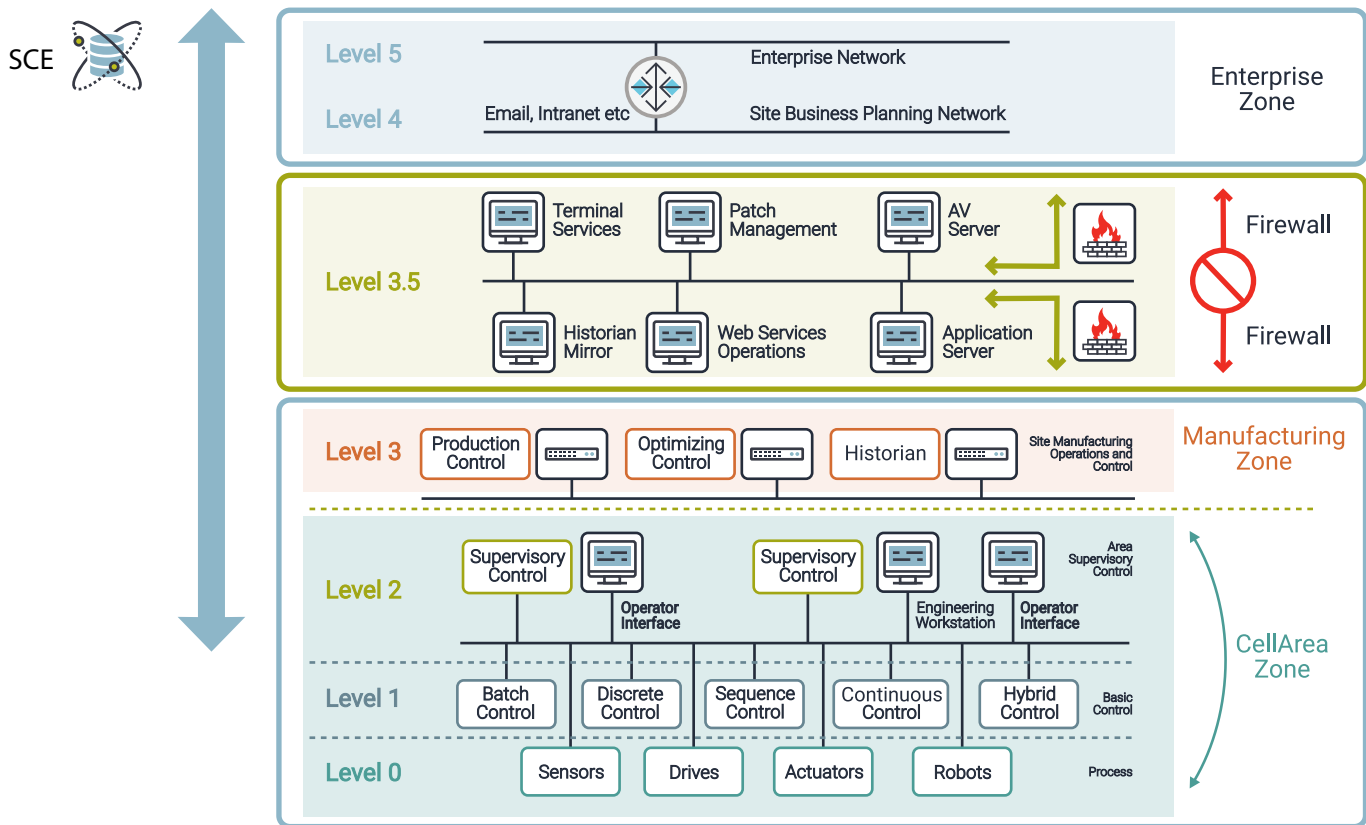 SCE
Level 5
Enterprise Network
Level 4
Email, Intranet etc
Site Business Planning Network
Enterprise
Zone
Level 3.5
Terminal
Services
Patch
Management
AV
Server
Historian
Mirror
Web Services
Operations
Application
Server
Firewall
Firewall
Level 3
Production
Control
Optimizing
Control
Historian
Site Manufacturing
Operations and
Control
Manufacturing
Zone
Level 2
Supervisory
Control
Operator
Interface
Supervisory
Control
Engineering
Workstation
Operator
Interface
Area
Supervisory
Control
CellArea
Zone
Level 1
Batch
Control
Discrete
Control
Sequence
Control
Continuous
Control
Hybrid
Control
Basic
Control
Level 0
Sensors
Drives
Actuators
Robots
Process